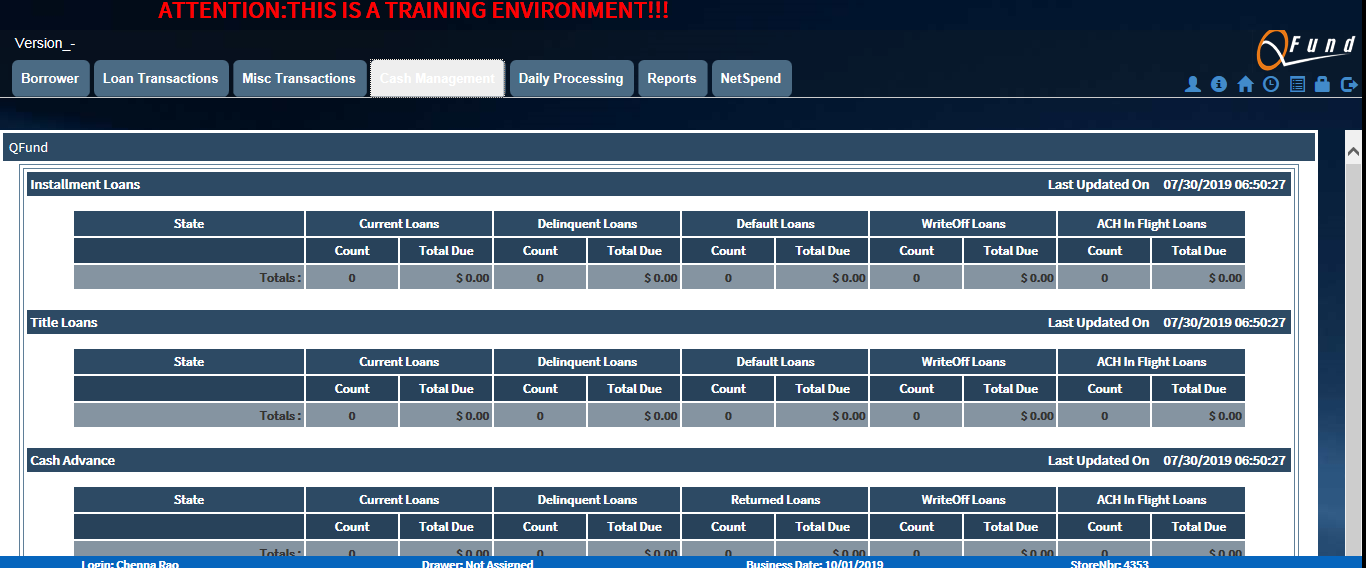 ATTENTION:THIS IS A TRAINING ENVIRONMENT!!!
Version_-
QFund
Borrower Loan Transactions Misc Transactions Cash Management Daily Processing Reports NetSpend
QFund
Installment Loans Last Updated On 07/30/2019 06:50:27
State Current Loans Delinquent Loans Default Loans WriteOff Loans ACH In Flight Loans
Count Total Due Count Total Due Count Total Due Count Total Due Count Total Due
Totals : 0 $ 0.00 0 $ 0.00 0 $ 0.00 0 $ 0.00 0 $ 0.00
Title Loans Last Updated On 07/30/2019 06:50:27
State Current Loans Delinquent Loans Default Loans WriteOff Loans ACH In Flight Loans
Count Total Due Count Total Due Count Total Due Count Total Due Count Total Due
Totals : 0 $ 0.00 0 $ 0.00 0 $ 0.00 0 $ 0.00 0 $ 0.00
Cash Advance Last Updated On 07/30/2019 06:50:27
State Current Loans Delinquent Loans Returned Loans WriteOff Loans ACH In Flight Loans
Count Total Due Count Total Due Count Total Due Count Total Due Count Total Due
Totals : 0 $ 0.00 0 $ 0.00 0 $ 0.00 0 $ 0.00 0 $ 0.00
Login: Chenna Rao Drawer: Not Assigned Business Date: 10/01/2019 StoreNbr: 4353